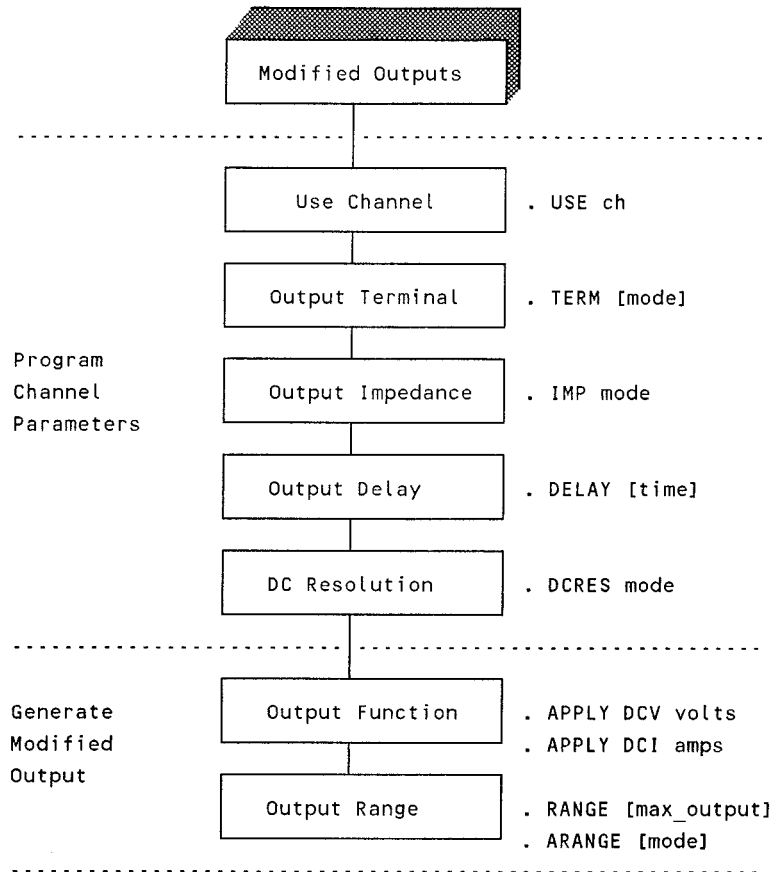 Modified Outputs
Use Channel . USE ch
Output Terminal . TERM [mode]
Program
Channel
Parameters
Output Impedance . IMP mode
Output Delay . DELAY [time]
DC Resolution . DCRES mode
Generate
Modified
Output
Output Function . APPLY DCV volts
. APPLY DCI amps
Output Range . RANGE [max_output]
. ARANGE [mode]